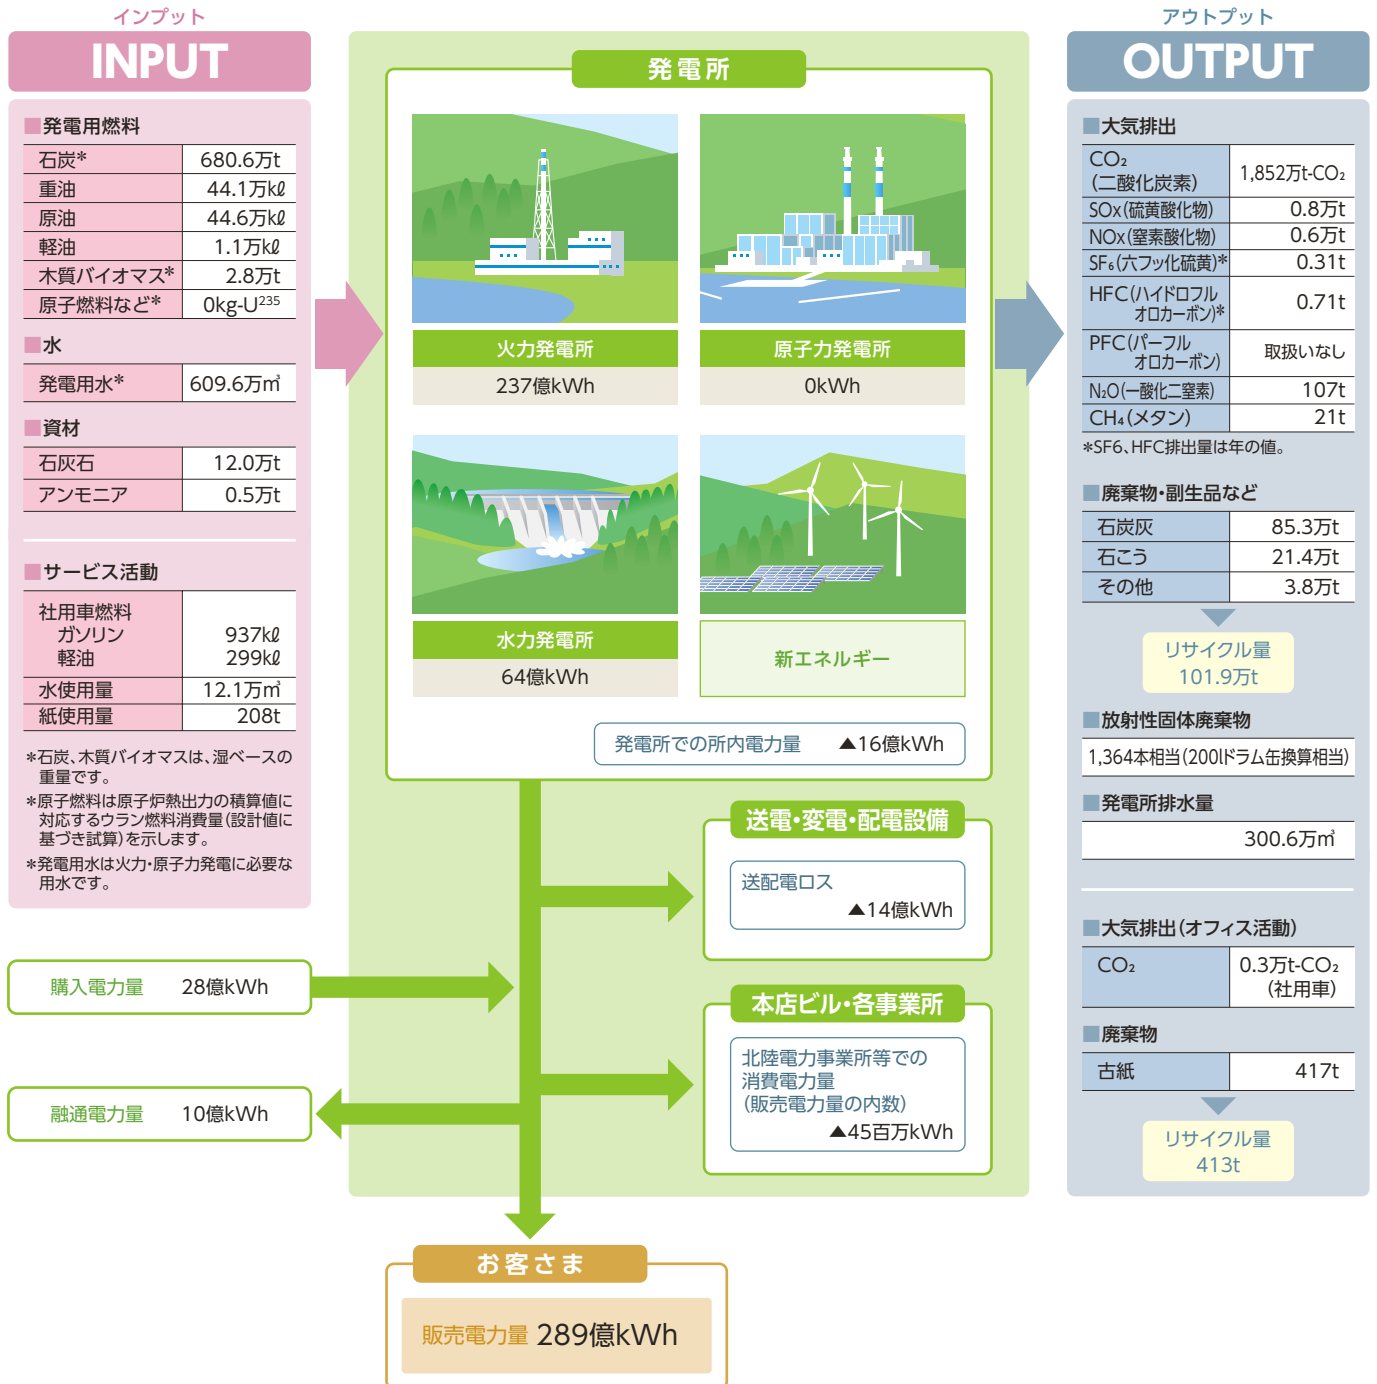 インプット
INPUT
■発電用燃料
石炭* 680.6万t
重油 44.1万kℓ
原油 44.6万kℓ
軽油 1.1万kℓ
木質バイオマス* 2.8万t
原子燃料など* 0kg-U²³⁵
■水
発電用水* 609.6万㎥
■資材
石灰石 12.0万t
アンモニア 0.5万t
■サービス活動
社用車燃料
ガソリン 937kℓ
軽油 299kℓ
水使用量 12.1万㎥
紙使用量 208t
*石炭、木質バイオマスは、湿ベースの
重量です。
*原子燃料は原子炉熱出力の積算値に
対応するウラン燃料消費量(設計値に
基づき試算)を示します。
*発電用水は火力・原子力発電に必要な
用水です。
購入電力量 28億kWh
融通電力量 10億kWh
発電所
火力発電所
237億kWh
原子力発電所
0kWh
水力発電所
64億kWh
新エネルギー
発電所での所内電力量 ▲16億kWh
送電・変電・配電設備
送配電ロス
▲14億kWh
本店ビル・各事業所
北陸電力事業所等での
消費電力量
(販売電力量の内数)
▲45百万kWh
お客さま
販売電力量 289億kWh
アウトプット
OUTPUT
■大気排出
CO₂
(二酸化炭素) 1,852万t-CO₂
SOx(硫黄酸化物) 0.8万t
NOx(窒素酸化物) 0.6万t
SF₆(六フッ化硫黄)* 0.31t
HFC(ハイドロフル
オロカーボン)* 0.71t
PFC(パーフル
オロカーボン) 取扱いなし
N₂O(一酸化二窒素) 107t
CH₄(メタン) 21t
*SF6、HFC排出量は年の値。
■廃棄物・副生品など
石炭灰 85.3万t
石こう 21.4万t
その他 3.8万t
リサイクル量
101.9万t
■放射性固体廃棄物
1,364本相当(200lドラム缶換算相当)
■発電所排水量
300.6万㎥
■大気排出(オフィス活動)
CO₂ 0.3万t-CO₂
(社用車)
■廃棄物
古紙 417t
リサイクル量
413t